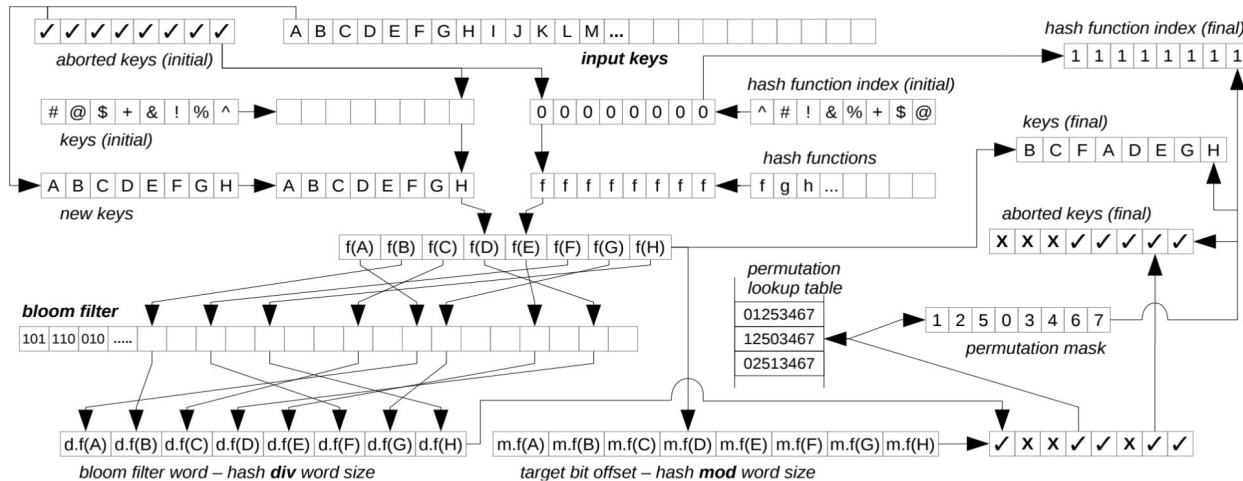 ✓ ✓ ✓ ✓ ✓ ✓ ✓ ✓
aborted keys (initial)
A B C D E F G H I J K L M ...
input keys
hash function index (final)
1 1 1 1 1 1 1 1
# @ $ + & ! % ^
keys (initial)
0 0 0 0 0 0 0 0
hash function index (initial)
^ # ! & % + $ @
keys (final)
B C F A D E G H
A B C D E F G H
new keys
A B C D E F G H
f f f f f f f f
hash functions
f g h ...
aborted keys (final)
x x x ✓ ✓ ✓ ✓ ✓
f(A) f(B) f(C) f(D) f(E) f(F) f(G) f(H)
bloom filter
101 110 010 .....
permutation
lookup table
01253467
12503467
02513467
1 2 5 0 3 4 6 7
permutation mask
d.f(A) d.f(B) d.f(C) d.f(D) d.f(E) d.f(F) d.f(G) d.f(H)
bloom filter word – hash div word size
m.f(A) m.f(B) m.f(C) m.f(D) m.f(E) m.f(F) m.f(G) m.f(H)
target bit offset – hash mod word size
✓ x x ✓ ✓ x ✓ ✓